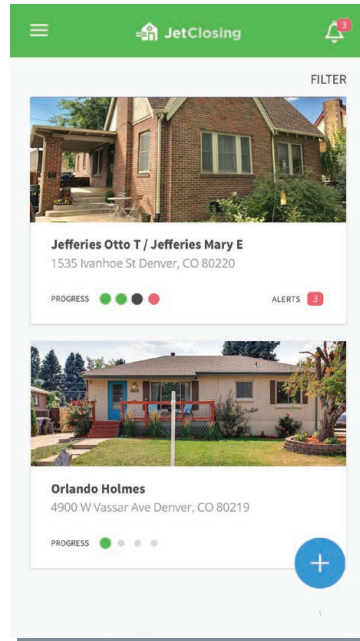 JetClosing
3
FILTER
Jefferies Otto T / Jefferies Mary E
1535 Ivanhoe St Denver, CO 80220
PROGRESS ALERTS 3
Orlando Holmes
4900 W Vassar Ave Denver, CO 80219
PROGRESS
+